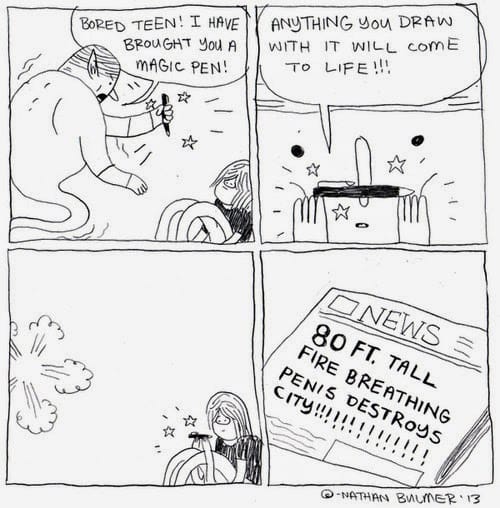 BORED TEEN! I HAVE
BROUGHT YOU A
MAGIC PEN!
ANYTHING YOU DRAW
WITH IT WILL COME
TO LIFE!!!
NEWS
80 FT. TALL
FIRE BREATHING
PENIS DESTROYS
CITY!!!!!!!!!!!!!
©-NATHAN BULMER '13